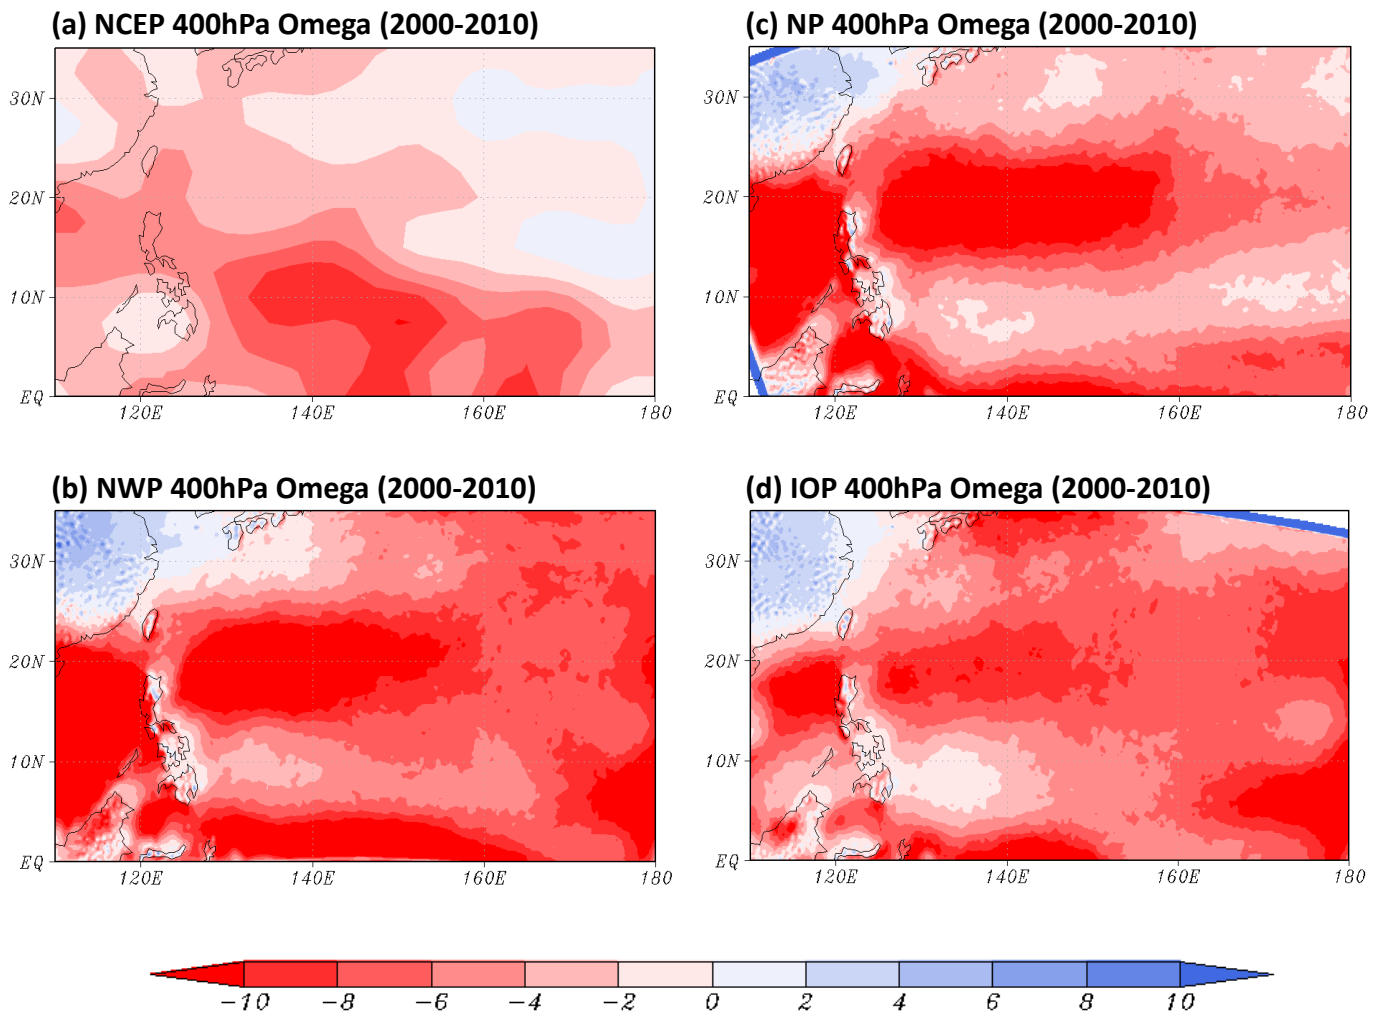 (a) NCEP 400hPa Omega (2000-2010)
30N
20N
10N
EQ
120E 140E 160E 180
(c) NP 400hPa Omega (2000-2010)
30N
20N
10N
EQ
120E 140E 160E 180
(b) NWP 400hPa Omega (2000-2010)
30N
20N
10N
EQ
120E 140E 160E 180
(d) IOP 400hPa Omega (2000-2010)
30N
20N
10N
EQ
120E 140E 160E 180
−10 −8 −6 −4 −2 0 2 4 6 8 10